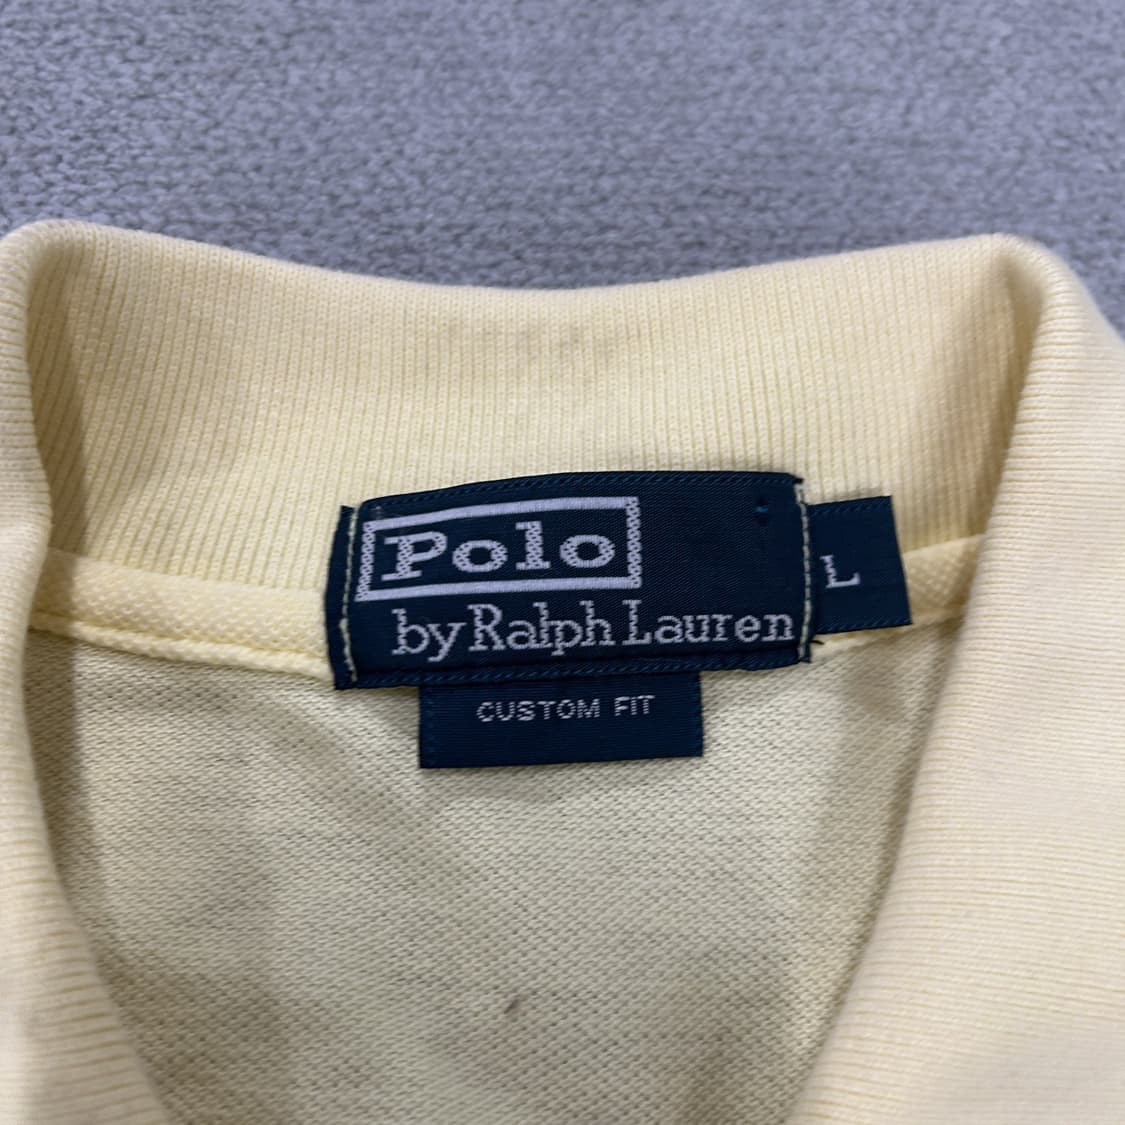 Polo
by Ralph Lauren
L
CUSTOM FIT